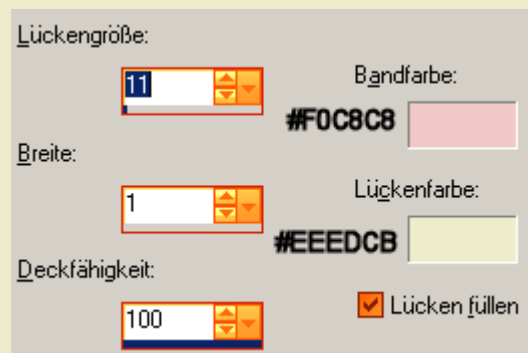 Lückengröße:
11
Bandfarbe:
#F0C8C8
Breite:
1
Lückenfarbe:
#EEEDCB
Deckfähigkeit:
100
Lücken füllen